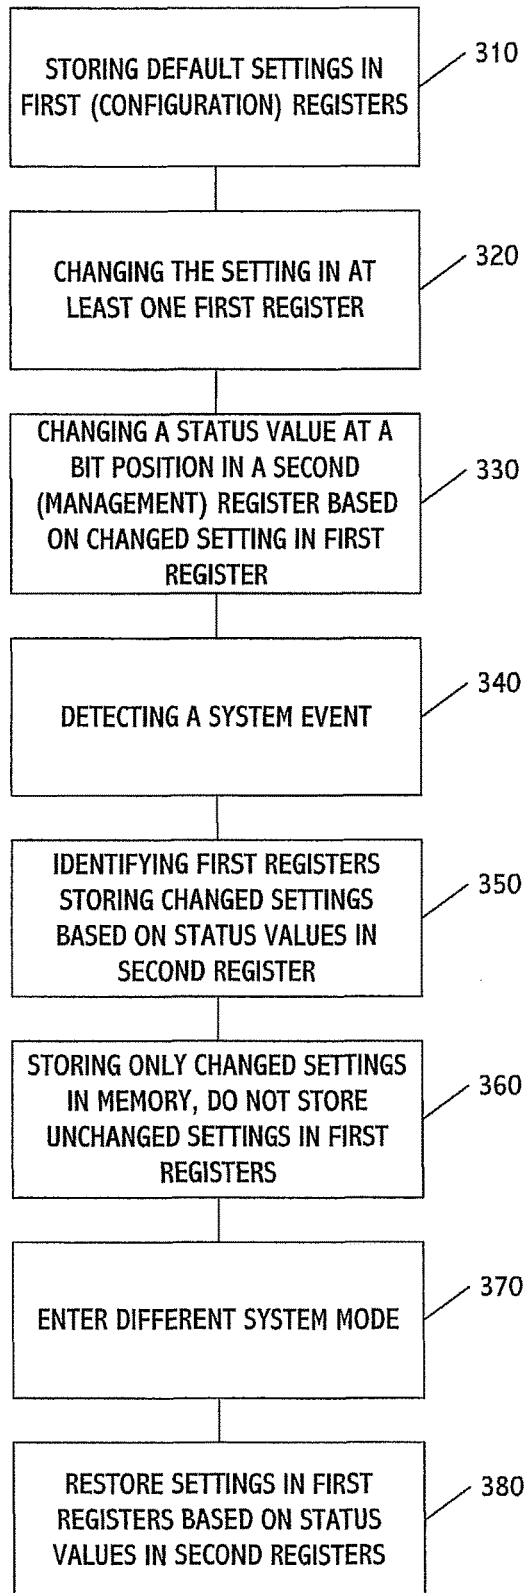 STORING DEFAULT SETTINGS IN
FIRST (CONFIGURATION) REGISTERS
310
CHANGING THE SETTING IN AT
LEAST ONE FIRST REGISTER
320
CHANGING A STATUS VALUE AT A
BIT POSITION IN A SECOND
(MANAGEMENT) REGISTER BASED
ON CHANGED SETTING IN FIRST
REGISTER
330
DETECTING A SYSTEM EVENT
340
IDENTIFYING FIRST REGISTERS
STORING CHANGED SETTINGS
BASED ON STATUS VALUES IN
SECOND REGISTER
350
STORING ONLY CHANGED SETTINGS
IN MEMORY, DO NOT STORE
UNCHANGED SETTINGS IN FIRST
REGISTERS
360
ENTER DIFFERENT SYSTEM MODE
370
RESTORE SETTINGS IN FIRST
REGISTERS BASED ON STATUS
VALUES IN SECOND REGISTERS
380